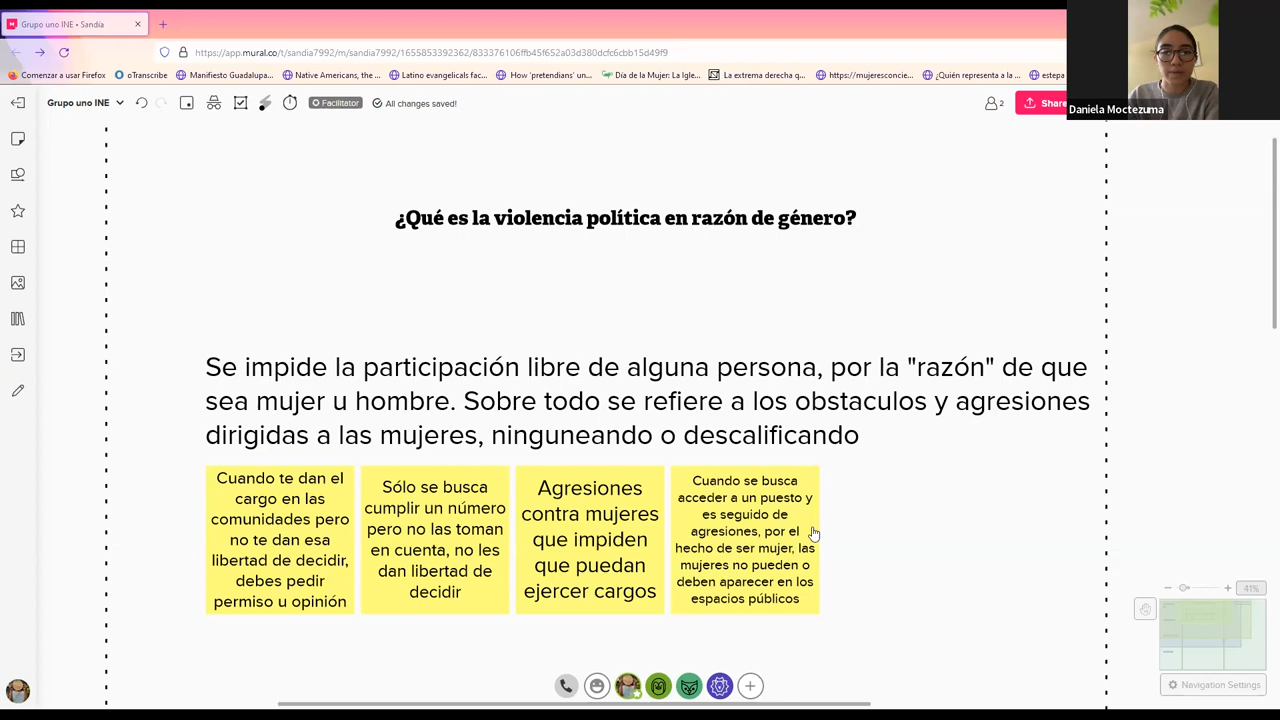 Grupo uno INE • Sandía
https://app.mural.co/t/sandia7992/m/sandia7992/1655853392362/833376106ffb45f652a03d380dcfc6cbb15d49f9
Comenzar a usar Firefox
oTranscribe
Manifiesto Guadalupa...
Native Americans, the ...
Latino evangelicals fac...
How 'pretendians' un...
Día de la Mujer: La Igle...
La extrema derecha q...
https://mujeresconcie...
¿Quién representa a la ...
estepa
Daniela Moctezuma
Grupo uno INE
Facilitator
All changes saved!
2
Share
¿Qué es la violencia política en razón de género?
Se impide la participación libre de alguna persona, por la "razón" de que
sea mujer u hombre. Sobre todo se refiere a los obstaculos y agresiones
dirigidas a las mujeres, ninguneando o descalificando
Cuando te dan el
cargo en las
comunidades pero
no te dan esa
libertad de decidir,
debes pedir
permiso u opinión
Sólo se busca
cumplir un número
pero no las toman
en cuenta, no les
dan libertad de
decidir
Agresiones
contra mujeres
que impiden
que puedan
ejercer cargos
Cuando se busca
acceder a un puesto y
es seguido de
agresiones, por el
hecho de ser mujer, las
mujeres no pueden o
deben aparecer en los
espacios públicos
41%
Navigation Settings